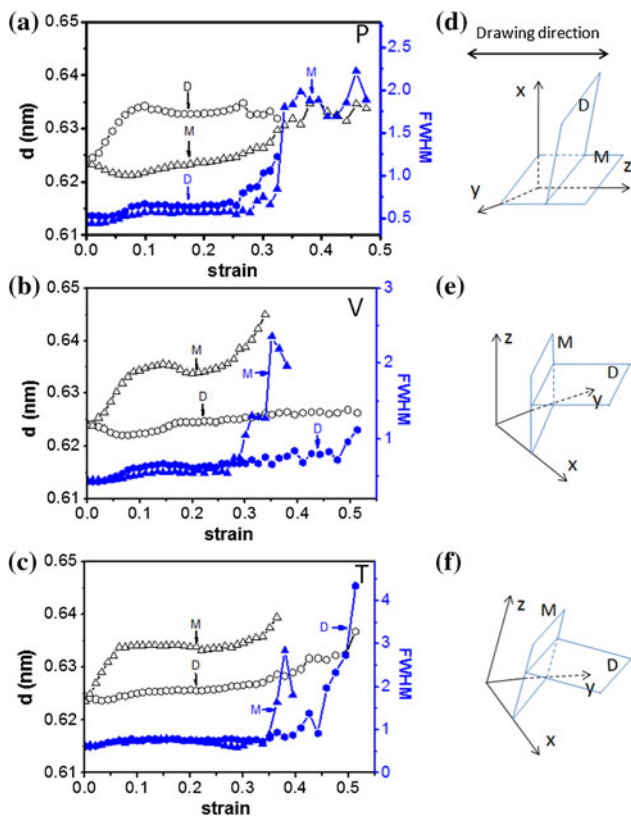 (a)
P
0.65
0.64
0.63
0.62
0.61
d (nm)
D
M
D
M
2.5
2.0
1.5
1.0
0.5
FWHM
0.0 0.1 0.2 0.3 0.4 0.5
strain
(d)
Drawing direction
x
D
M
z
y
(b)
V
0.65
0.64
0.63
0.62
0.61
d (nm)
M
D
M
D
3
2
1
FWHM
0.0 0.1 0.2 0.3 0.4 0.5
strain
(e)
z
M
D
y
x
(c)
T
0.65
0.64
0.63
0.62
0.61
d (nm)
M
D
M
D
5
4
3
2
1
0
FWHM
0.0 0.1 0.2 0.3 0.4 0.5
strain
(f)
z
M
D
y
x